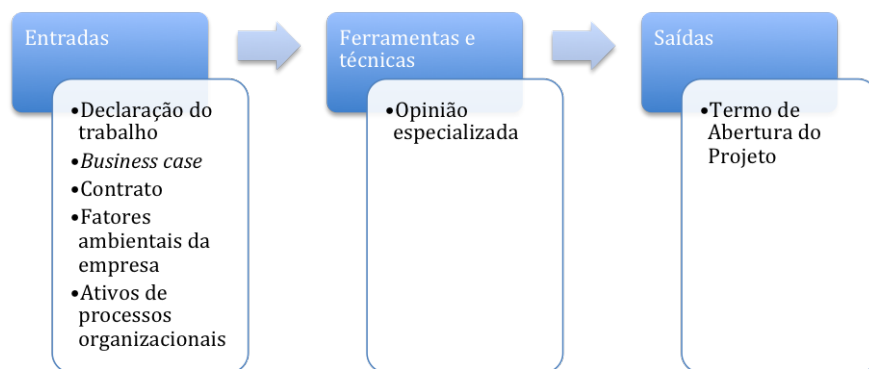 Entradas
•Declaração do
trabalho
•Business case
•Contrato
•Fatores
ambientais da
empresa
•Ativos de
processos
organizacionais
Ferramentas e
técnicas
•Opinião
especializada
Saídas
•Termo de
Abertura do
Projeto